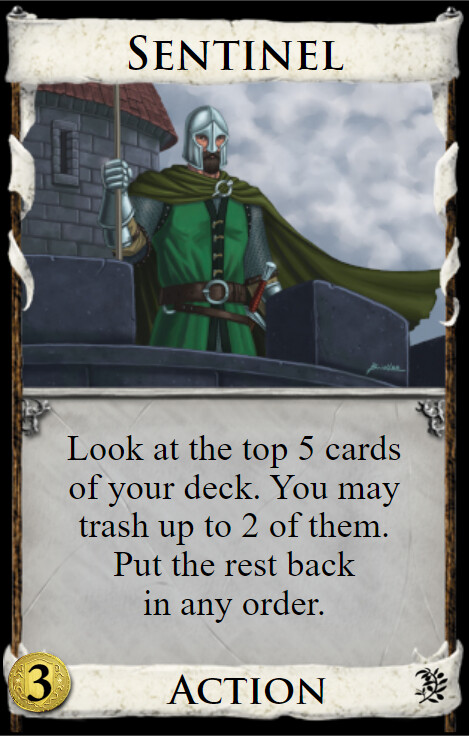 SENTINEL
Look at the top 5 cards
of your deck. You may
trash up to 2 of them.
Put the rest back
in any order.
3
ACTION